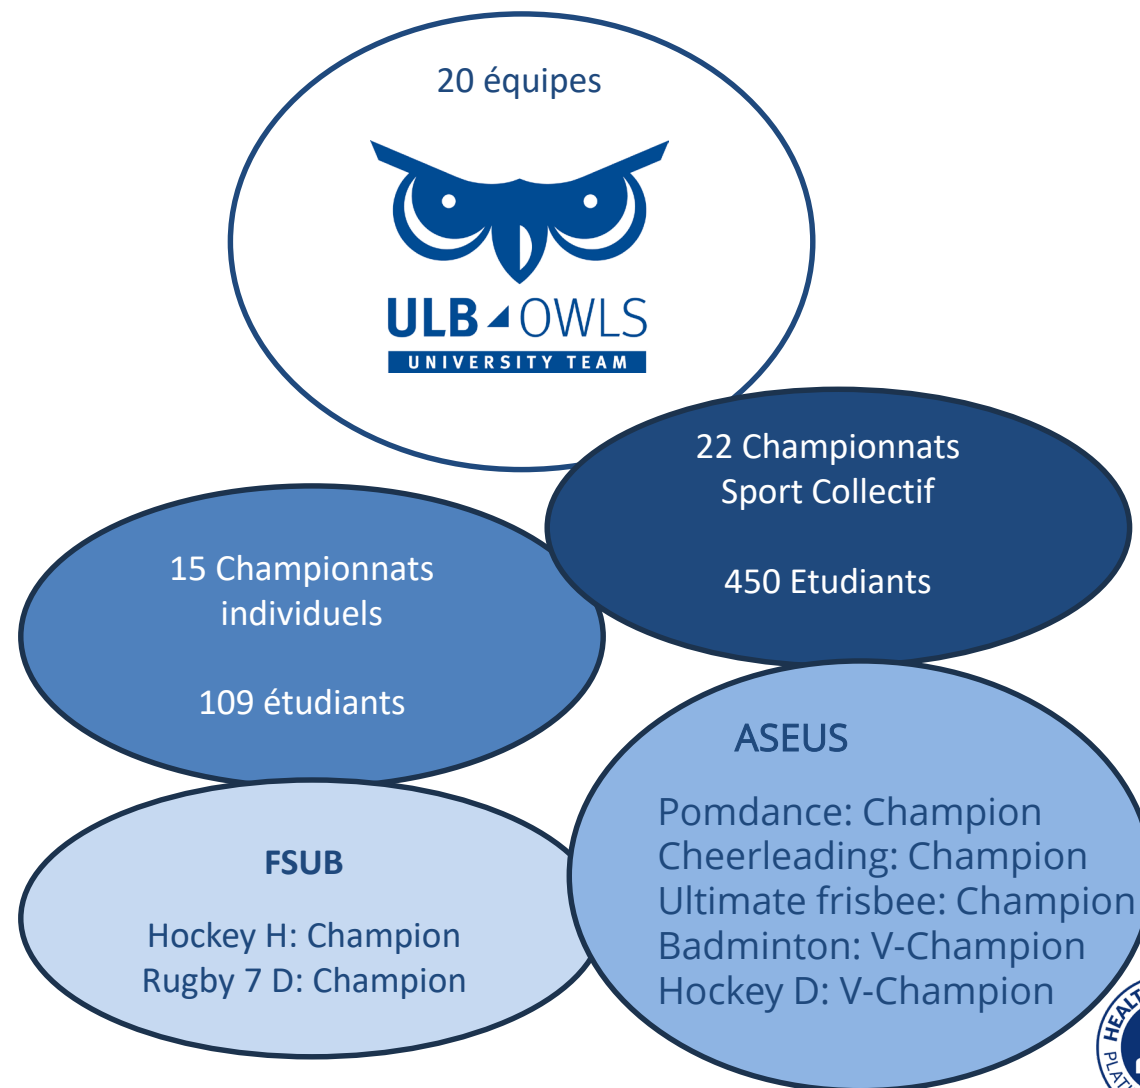 20 équipes
ULB OWLS
UNIVERSITY TEAM
22 Championnats
Sport Collectif
450 Etudiants
15 Championnats
individuels
109 étudiants
ASEUS
Pomdance: Champion
Cheerleading: Champion
Ultimate frisbee: Champion
Badminton: V-Champion
Hockey D: V-Champion
FSUB
Hockey H: Champion
Rugby 7 D: Champion